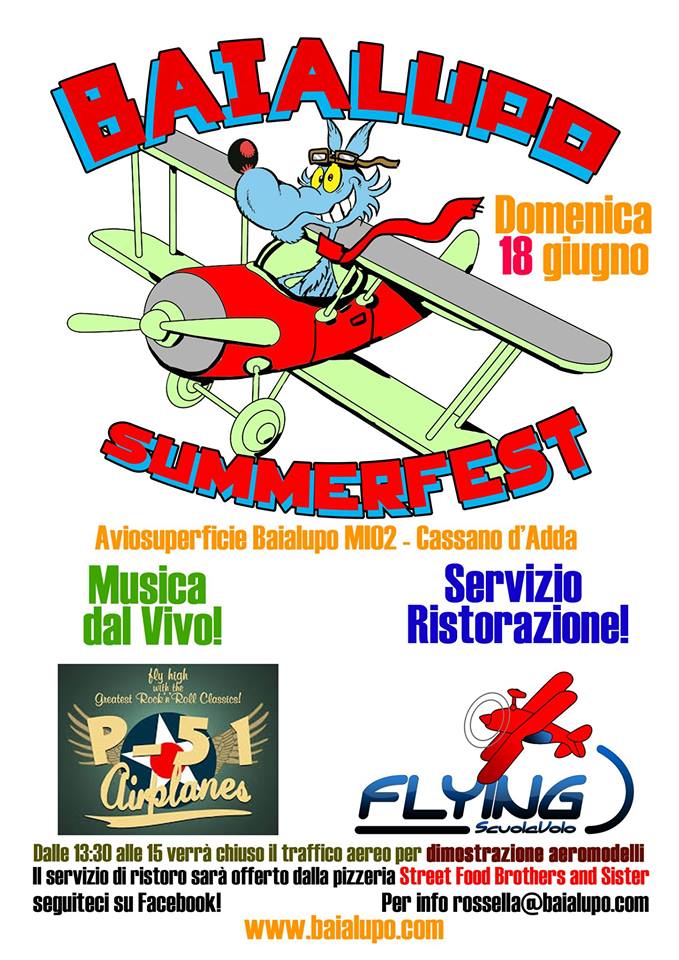 BAIALUPO
Domenica
18 giugno
SUMMERFEST
Aviosuperficie Baialupo MI02 - Cassano d'Adda
Musica
dal Vivo!
Servizio
Ristorazione!
fly high
with the
Greatest Rock'n'Roll Classics!
P-51
Airplanes
FLYING
ScuolaVolo
Dalle 13:30 alle 15 verrà chiuso il traffico aereo per dimostrazione aeromodelli
Il servizio di ristoro sarà offerto dalla pizzeria Street Food Brothers and Sister
seguiteci su Facebook! Per info rossella@baialupo.com
www.baialupo.com